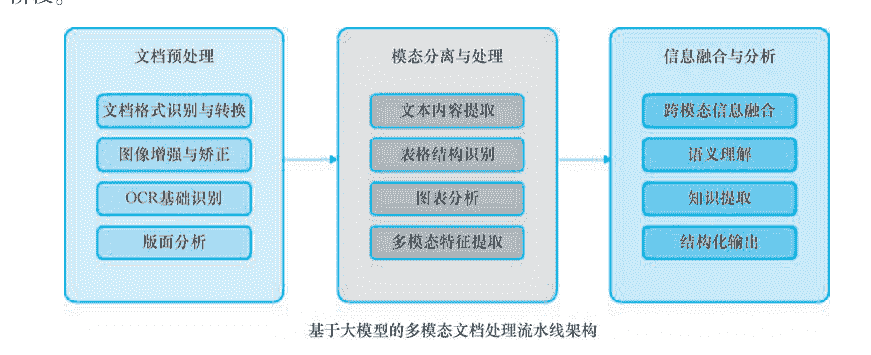 阶段。
文档预处理
文档格式识别与转换
图像增强与矫正
OCR基础识别
版面分析
模态分离与处理
文本内容提取
表格结构识别
图表分析
多模态特征提取
信息融合与分析
跨模态信息融合
语义理解
知识提取
结构化输出
基于大模型的多模态文档处理流水线架构